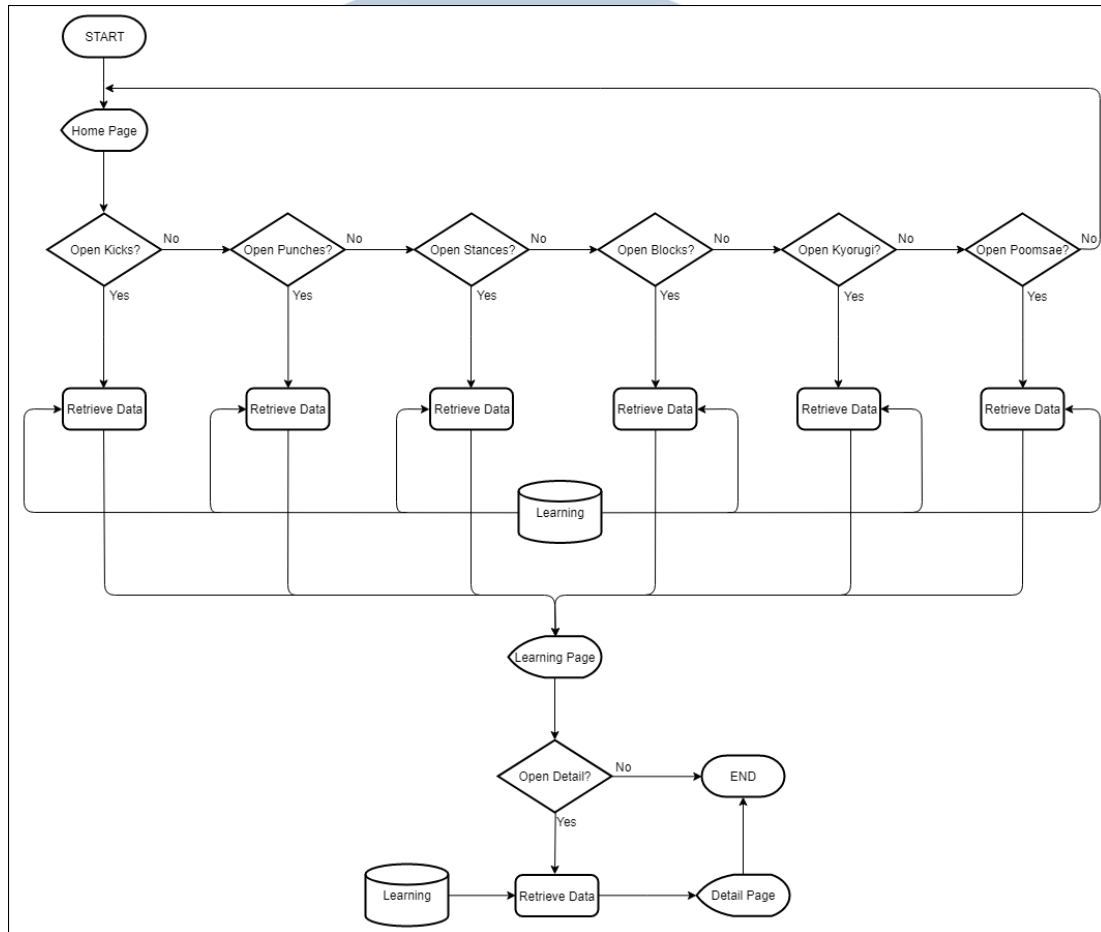 START
Home Page
Open Kicks?
No
Open Punches?
No
Open Stances?
No
Open Blocks?
No
Open Kyorugi?
No
Open Poomsae?
No
Yes
Yes
Yes
Yes
Yes
Yes
Retrieve Data
Retrieve Data
Retrieve Data
Retrieve Data
Retrieve Data
Retrieve Data
Learning
Learning Page
Open Detail?
No
END
Yes
Learning
Retrieve Data
Detail Page